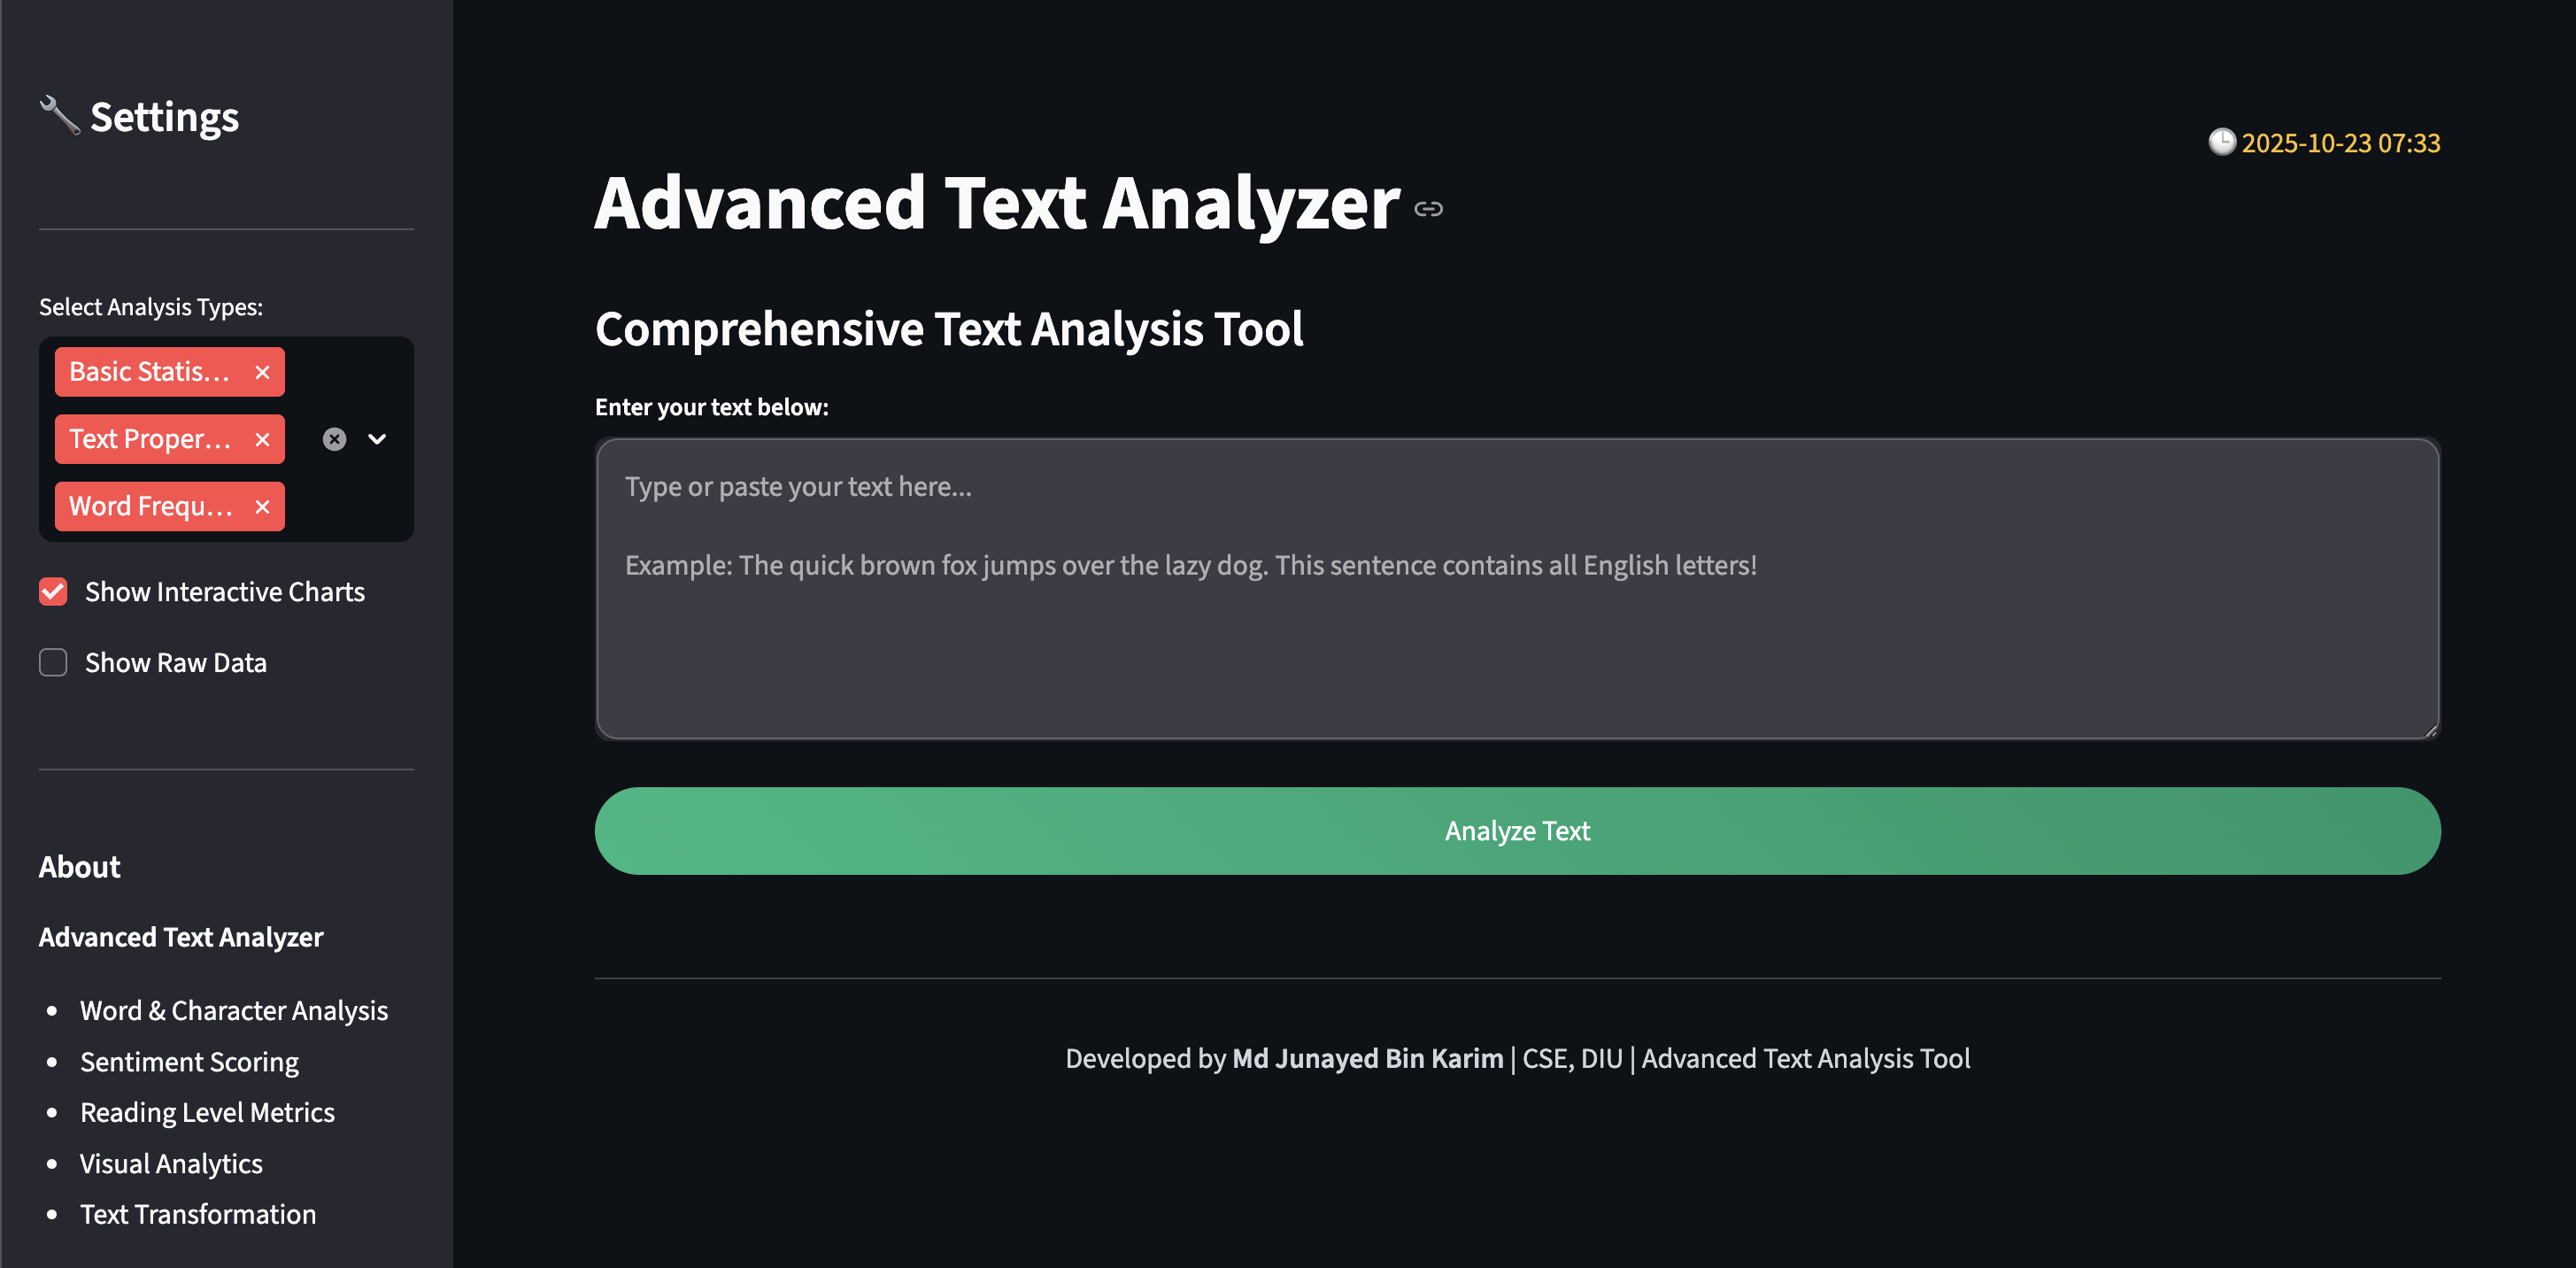 Settings
Select Analysis Types:
Basic Statis...
Text Proper...
Word Frequ...
Show Interactive Charts
Show Raw Data
About
Advanced Text Analyzer
Word & Character Analysis
Sentiment Scoring
Reading Level Metrics
Visual Analytics
Text Transformation
2025-10-23 07:33
Advanced Text Analyzer
Comprehensive Text Analysis Tool
Enter your text below:
Type or paste your text here...
Example: The quick brown fox jumps over the lazy dog. This sentence contains all English letters!
Analyze Text
Developed by Md Junayed Bin Karim | CSE, DIU | Advanced Text Analysis Tool